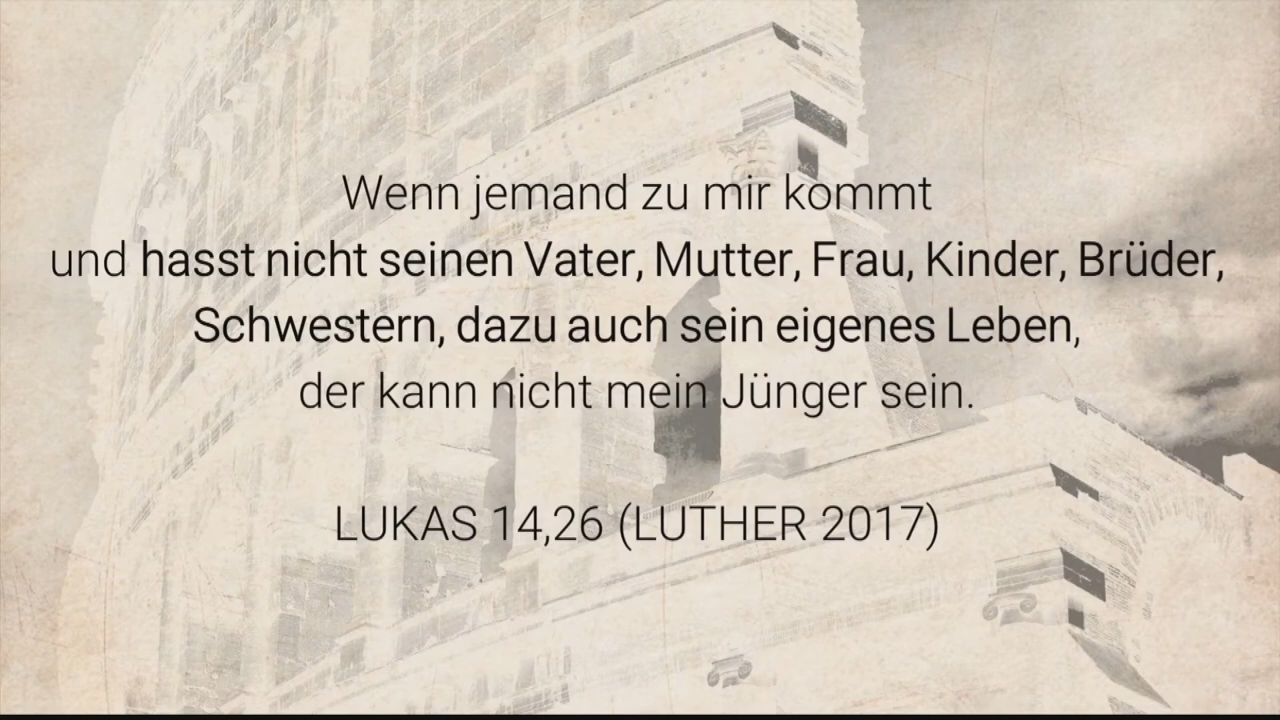 Wenn jemand zu mir kommt
und hasst nicht seinen Vater, Mutter, Frau, Kinder, Brüder,
Schwestern, dazu auch sein eigenes Leben,
der kann nicht mein Jünger sein.
LUKAS 14,26 (LUTHER 2017)